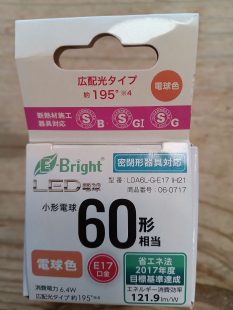 広配光タイプ
約195°※4
電球色
断熱材施工
器具対応
S B S GI S G
E-Bright
密閉形器具対応
LED電球
型番 : LDA6L-G-E17 IH21
商品番号 : 06-0717
小形電球
60形
相当
電球色
E17
口金
省エネ法
2017年度
目標基準達成
消費電力 6.4W
広配光タイプ 約195°※4
エネルギー消費効率
121.9lm/W